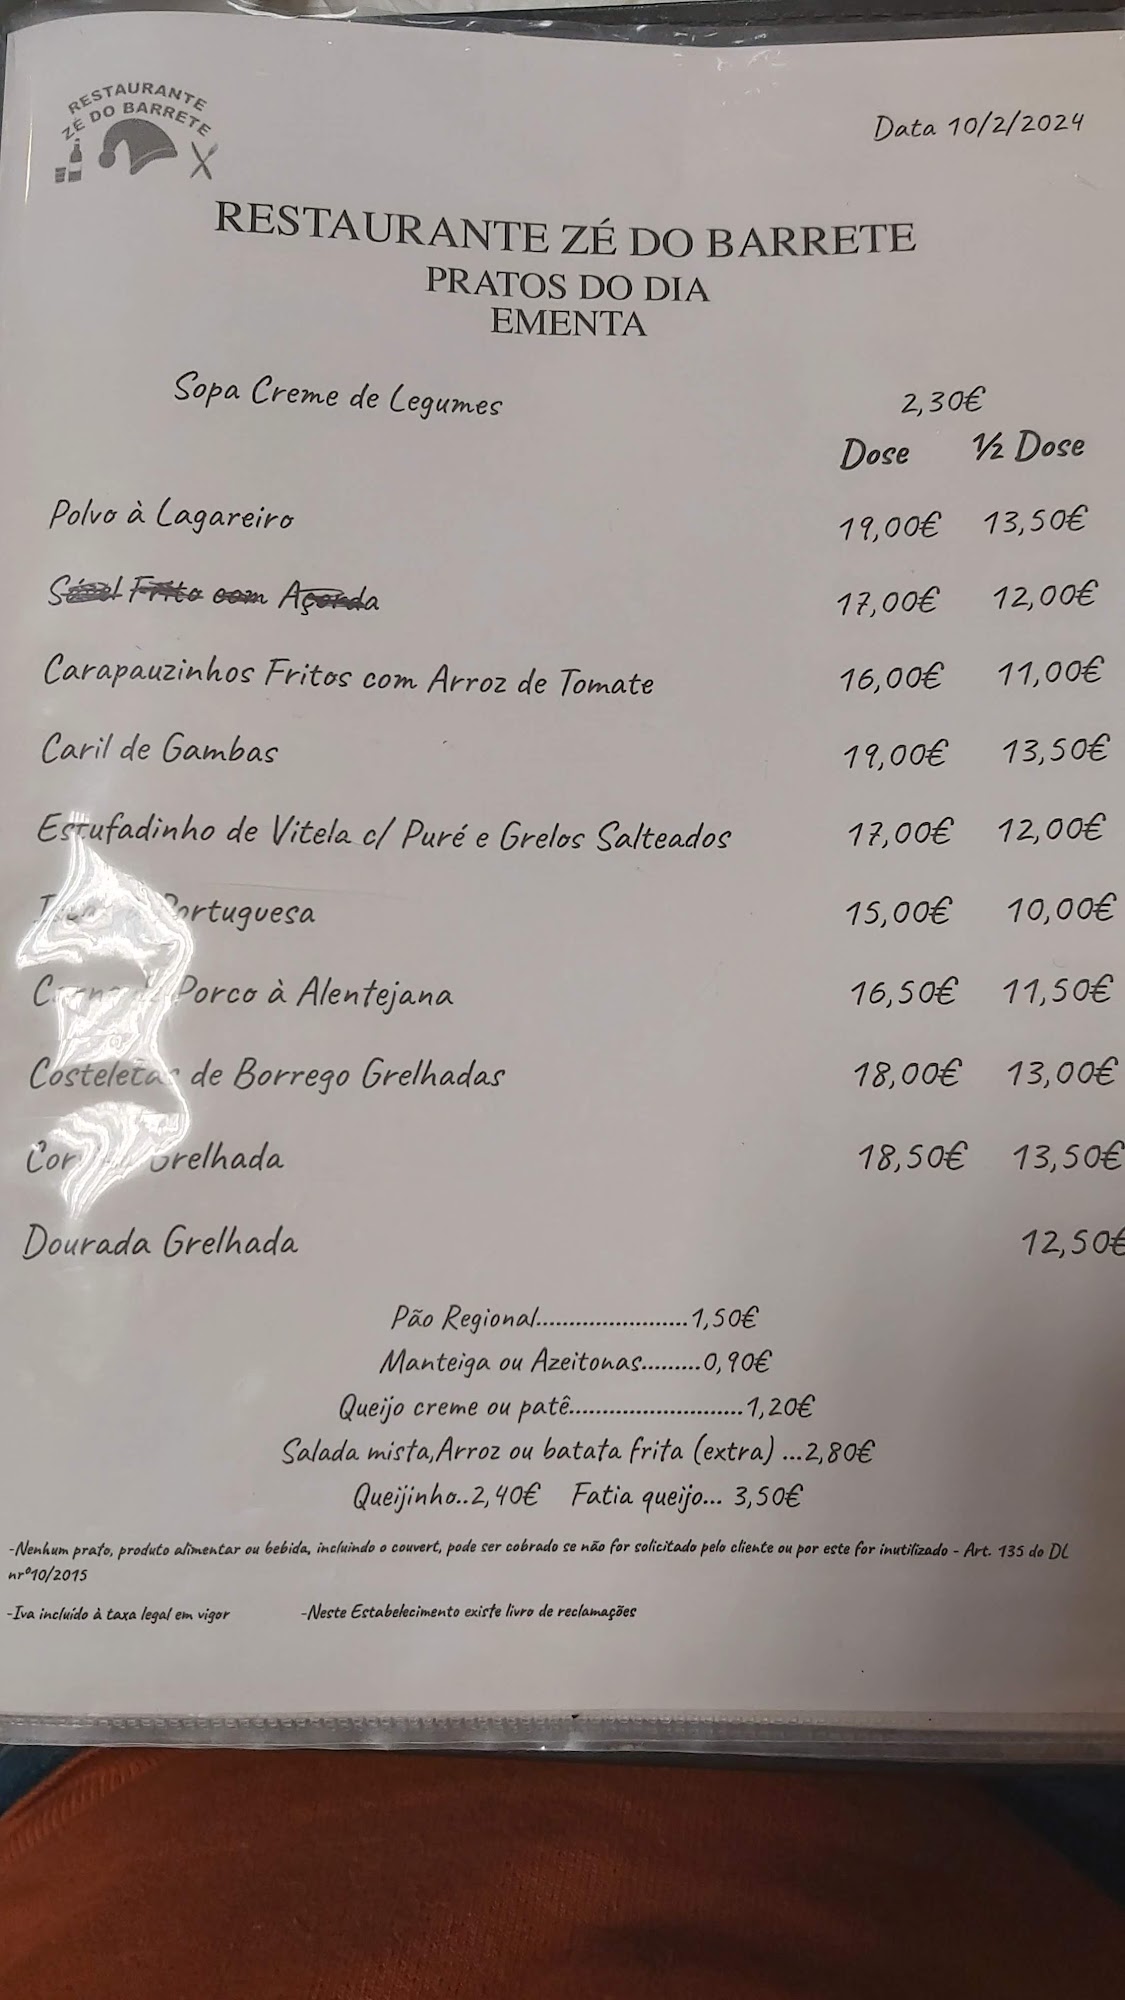 RESTAURANTE
ZÉ DO BARRETE
Data 10/2/2024
RESTAURANTE ZÉ DO BARRETE
PRATOS DO DIA
EMENTA
Sopa Creme de Legumes 2,30€
Dose ½ Dose
Polvo à Lagareiro 19,00€ 13,50€
Frito com Açorda 17,00€ 12,00€
Carapauzinhos Fritos com Arroz de Tomate 16,00€ 11,00€
Caril de Gambas 19,00€ 13,50€
Estufadinho de Vitela c/ Puré e Grelos Salteados 17,00€ 12,00€
Portuguesa 15,00€ 10,00€
Carne de Porco à Alentejana 16,50€ 11,50€
Costeletas de Borrego Grelhadas 18,00€ 13,00€
Grelhada 18,50€ 13,50€
Dourada Grelhada 12,50€
Pão Regional........................1,50€
Manteiga ou Azeitonas.........0,90€
Queijo creme ou patê...........................1,20€
Salada mista,Arroz ou batata frita (extra) ...2,80€
Queijinho..2,40€ Fatia queijo... 3,50€
-Nenhum prato, produto alimentar ou bebida, incluindo o couvert, pode ser cobrado se não for solicitado pelo cliente ou por este for inutilizado - Art. 135 do DL
nrº10/2015
-Iva incluído à taxa legal em vigor -Neste Estabelecimento existe livro de reclamações